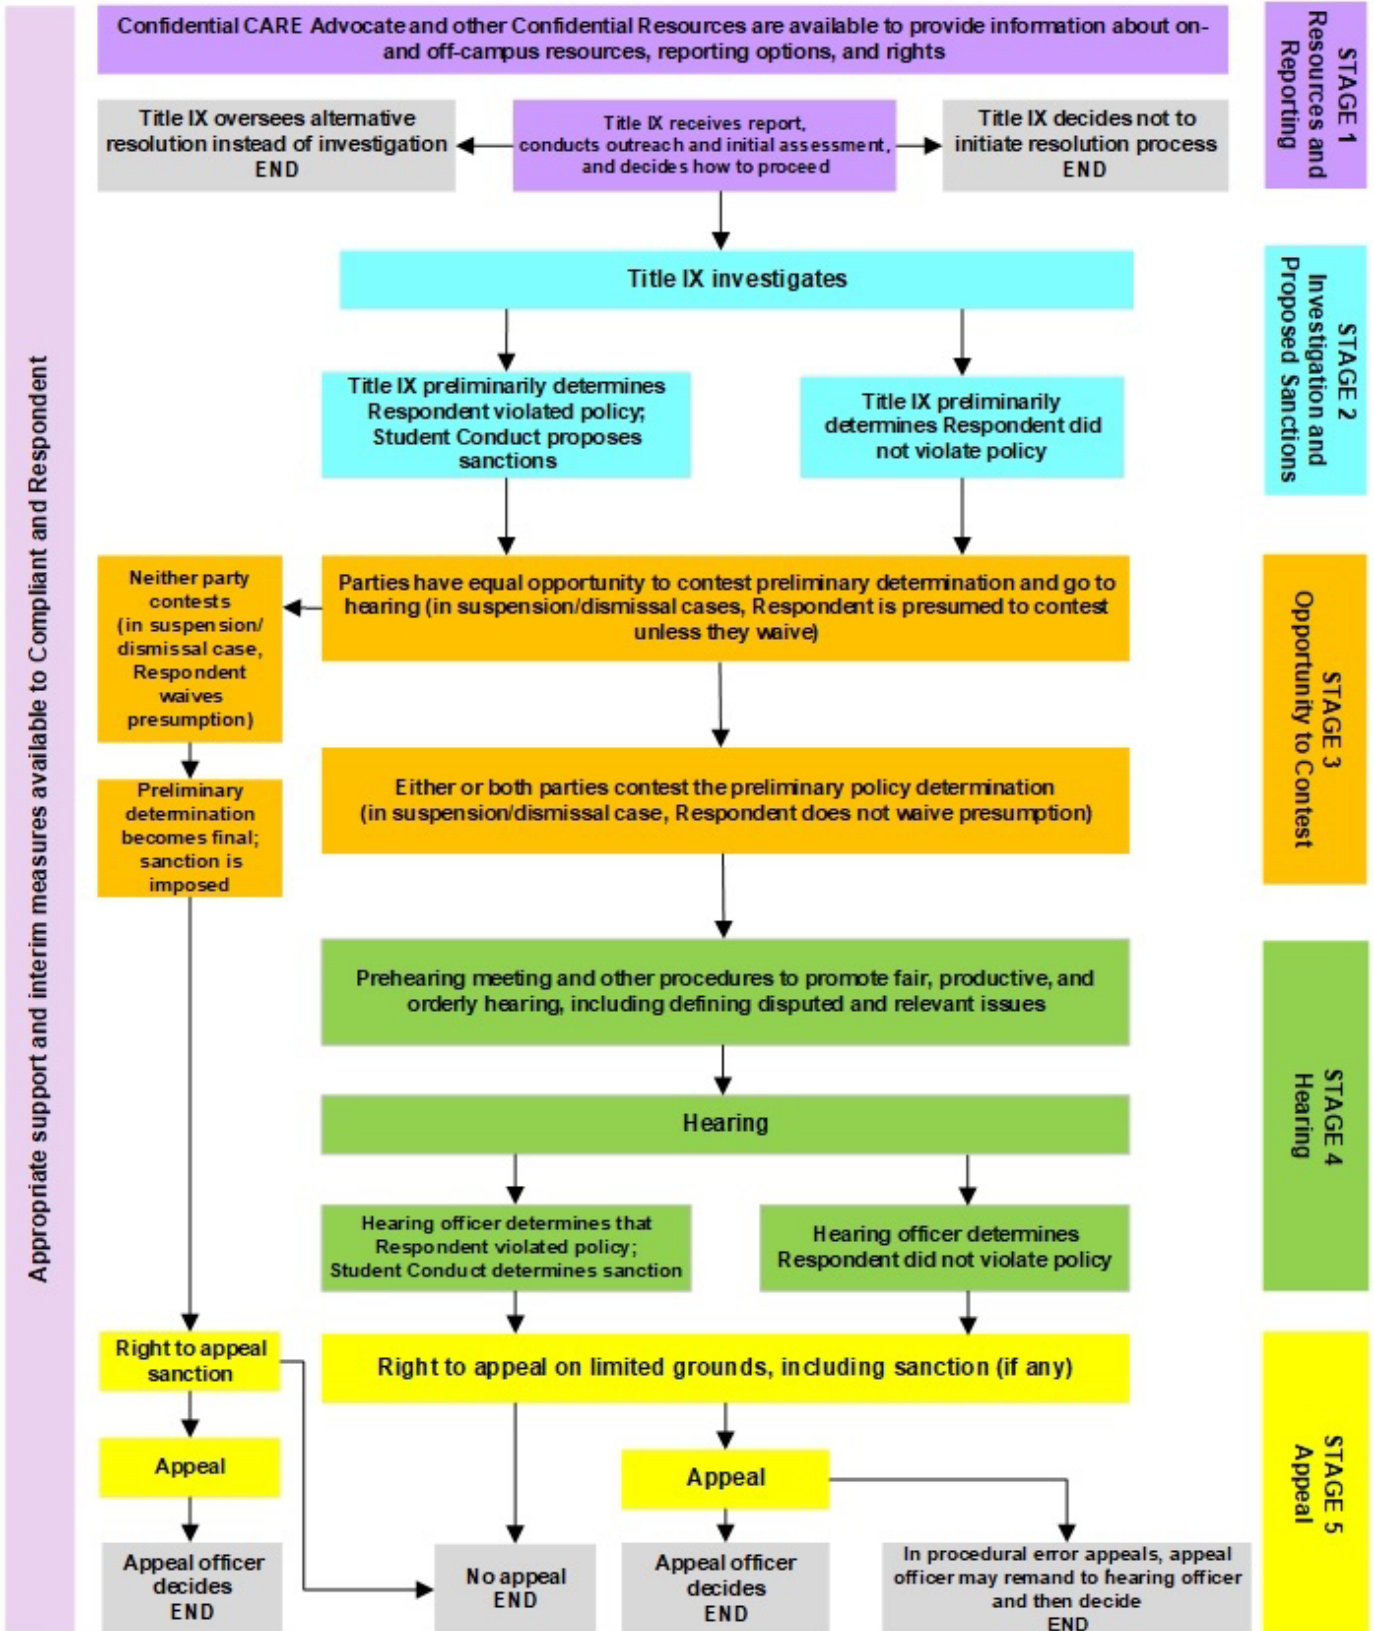 Confidential CARE Advocate and other Confidential Resources are available to provide information about on-
and off-campus resources, reporting options, and rights
STAGE 1
Resources and
Reporting
Title IX oversees alternative
resolution instead of investigation
END
Title IX receives report,
conducts outreach and initial assessment,
and decides how to proceed
Title IX decides not to
initiate resolution process
END
Appropriate support and interim measures available to Compliant and Respondent
Title IX investigates
STAGE 2
Investigation and
Proposed Sanctions
Title IX preliminarily determines
Respondent violated policy;
Student Conduct proposes
sanctions
Title IX preliminarily
determines Respondent did
not violate policy
Neither party
contests
(in suspension/
dismissal case,
Respondent
waives
presumption)
Parties have equal opportunity to contest preliminary determination and go to
hearing (in suspension/dismissal cases, Respondent is presumed to contest
unless they waive)
STAGE 3
Opportunity to Contest
Preliminary
determination
becomes final;
sanction is
imposed
Either or both parties contest the preliminary policy determination
(in suspension/dismissal case, Respondent does not waive presumption)
Prehearing meeting and other procedures to promote fair, productive, and
orderly hearing, including defining disputed and relevant issues
STAGE 4
Hearing
Hearing
Hearing officer determines that
Respondent violated policy;
Student Conduct determines sanction
Hearing officer determines
Respondent did not violate policy
Right to appeal
sanction
Right to appeal on limited grounds, including sanction (if any)
STAGE 5
Appeal
Appeal
Appeal
Appeal officer
decides
END
No appeal
END
Appeal officer
decides
END
In procedural error appeals, appeal
officer may remand to hearing officer
and then decide
END